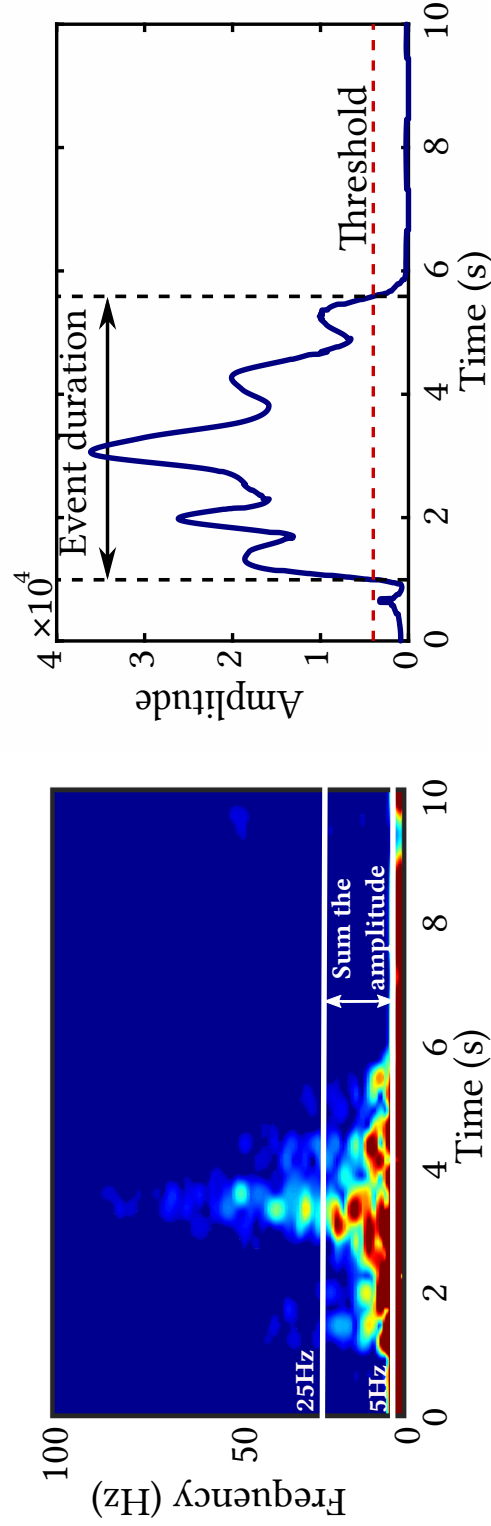 100
50
0
Frequency (Hz)
25Hz
5Hz
Sum the
amplitude
0
2
4
6
8
10
Time (s)
×10⁴
4
3
2
1
0
Amplitude
Event duration
Threshold
0
2
4
6
8
10
Time (s)